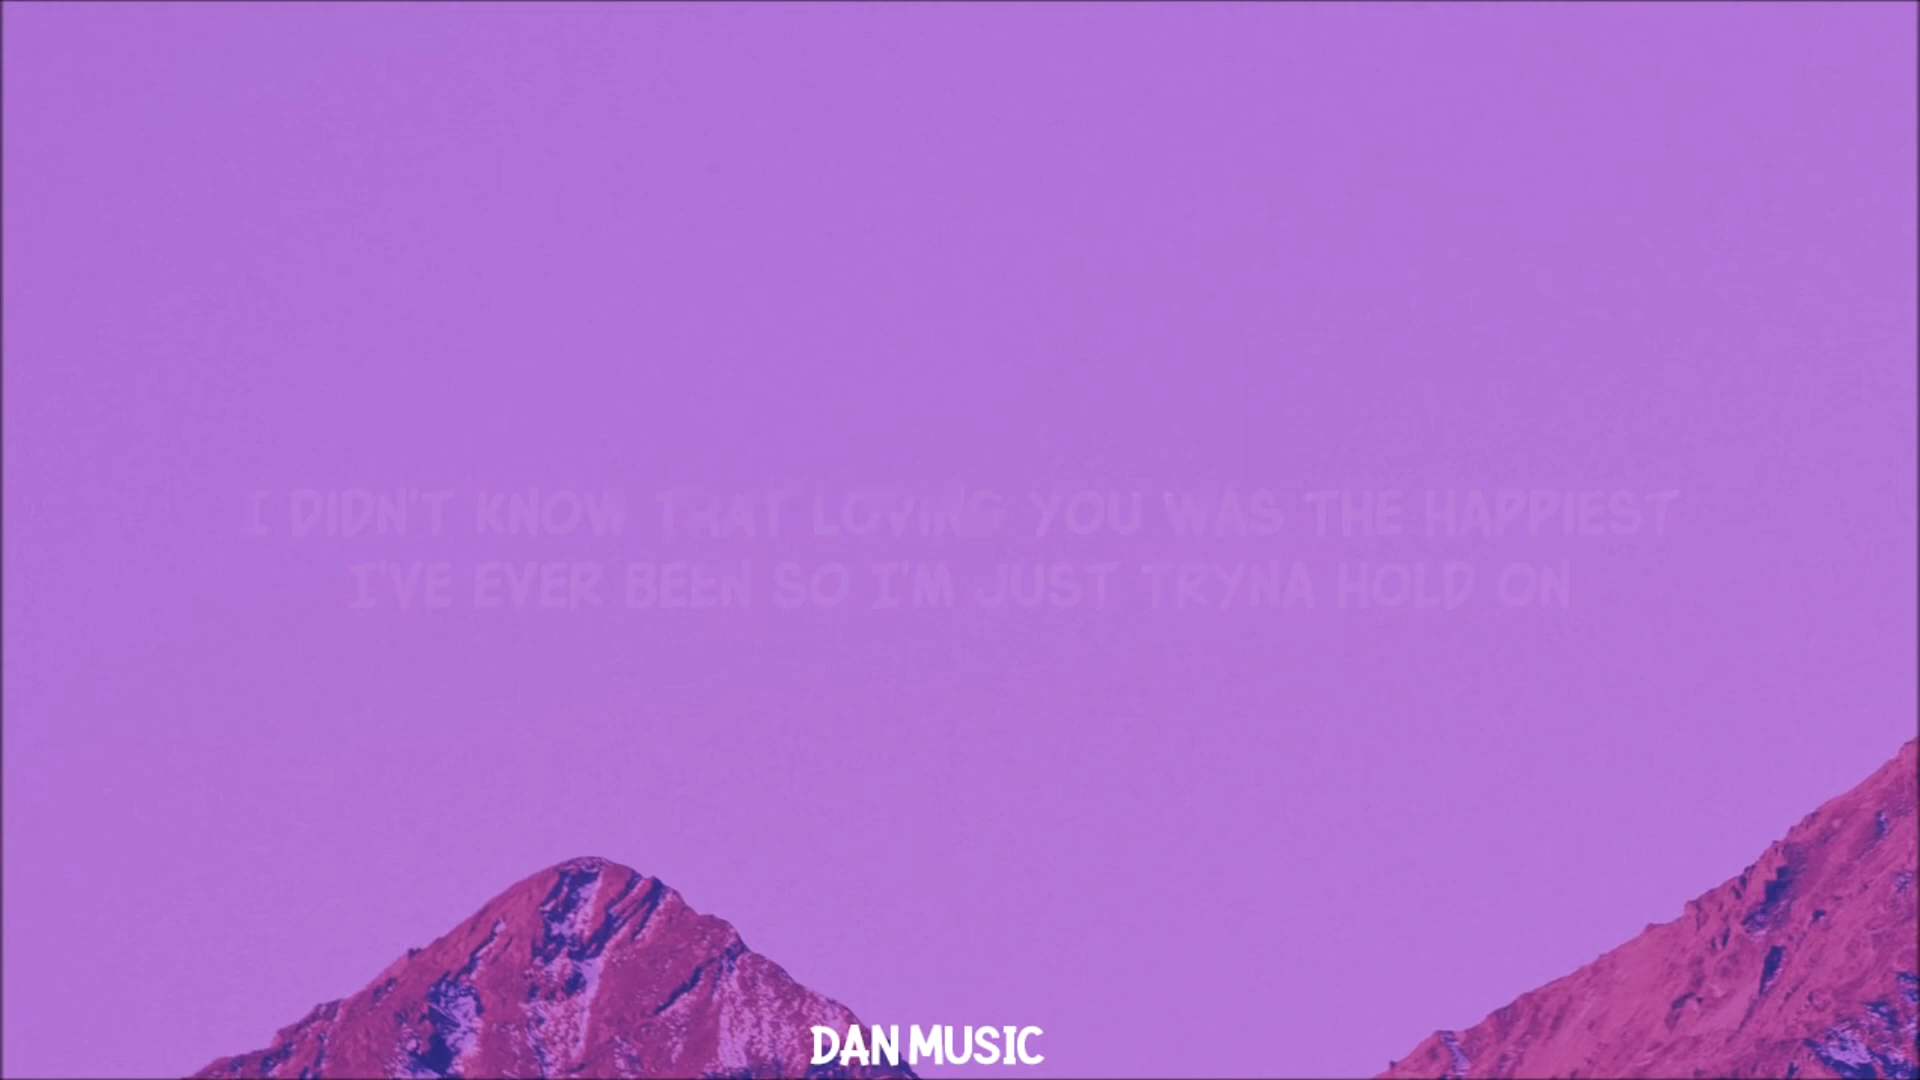 I DIDN'T KNOW THAT LOVING YOU WAS THE HAPPIEST
I'VE EVER BEEN SO I'M JUST TRYNA HOLD ON
DAN MUSIC